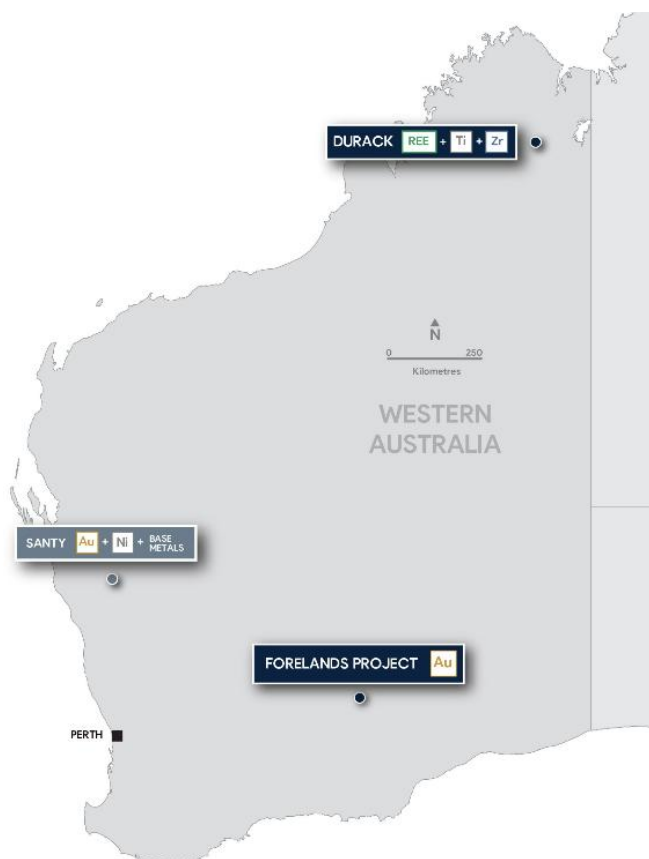 DURACK REE + Ti + Zr
N
0 250
Kilometres
WESTERN
AUSTRALIA
SANTY Au + Ni + BASE
METALS
FORELANDS PROJECT Au
PERTH